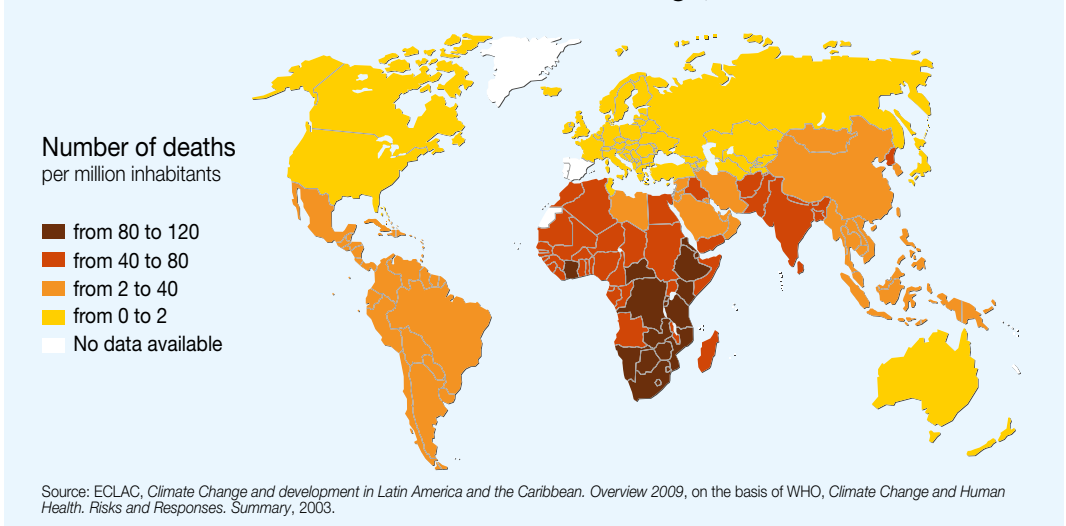 Number of deaths
per million inhabitants
from 80 to 120
from 40 to 80
from 2 to 40
from 0 to 2
No data available
Source: ECLAC, Climate Change and development in Latin America and the Caribbean. Overview 2009, on the basis of WHO, Climate Change and Human
Health. Risks and Responses. Summary, 2003.